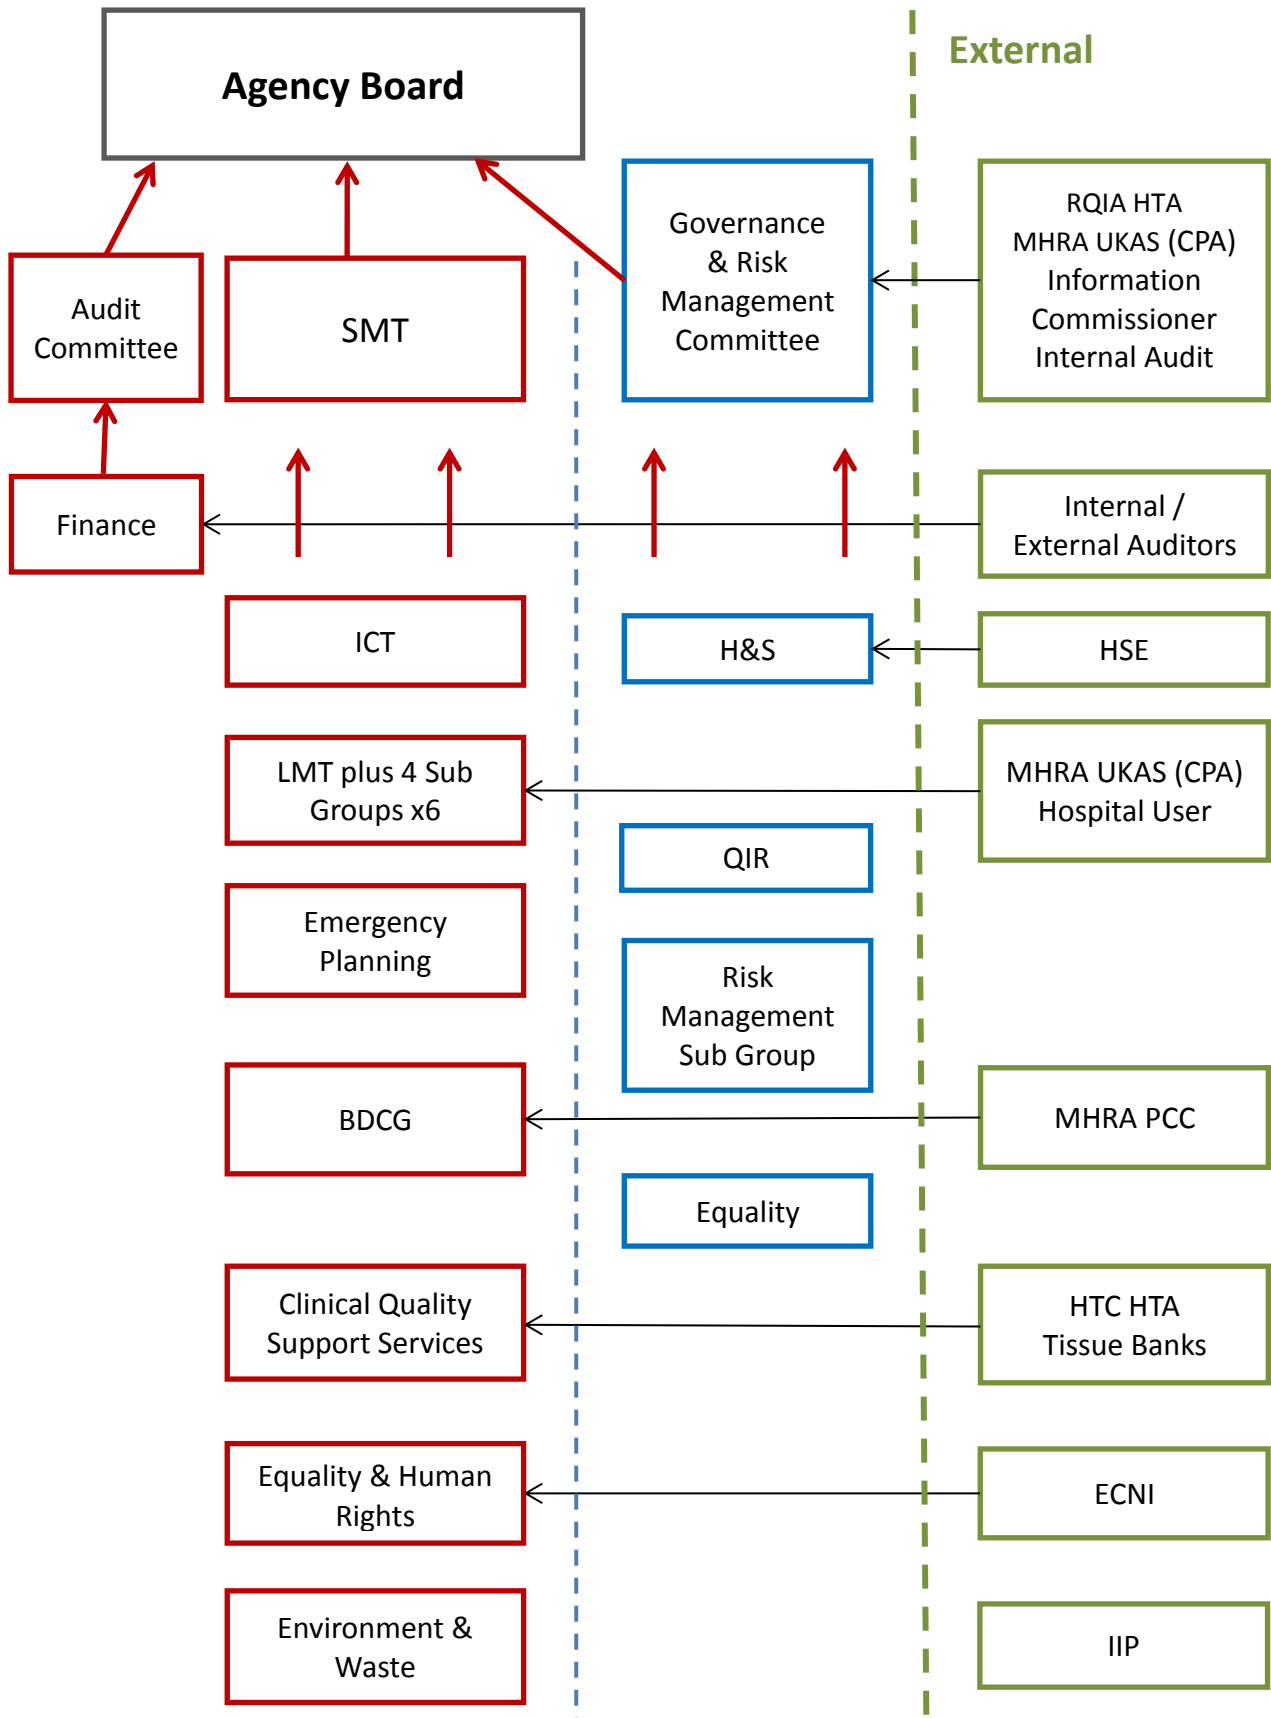 Agency Board
External
Audit
Committee
SMT
Governance
& Risk
Management
Committee
RQIA HTA
MHRA UKAS (CPA)
Information
Commissioner
Internal Audit
Finance
Internal /
External Auditors
ICT
H&S
HSE
LMT plus 4 Sub
Groups x6
MHRA UKAS (CPA)
Hospital User
QIR
Emergency
Planning
Risk
Management
Sub Group
BDCG
MHRA PCC
Equality
Clinical Quality
Support Services
HTC HTA
Tissue Banks
Equality & Human
Rights
ECNI
Environment &
Waste
IIP